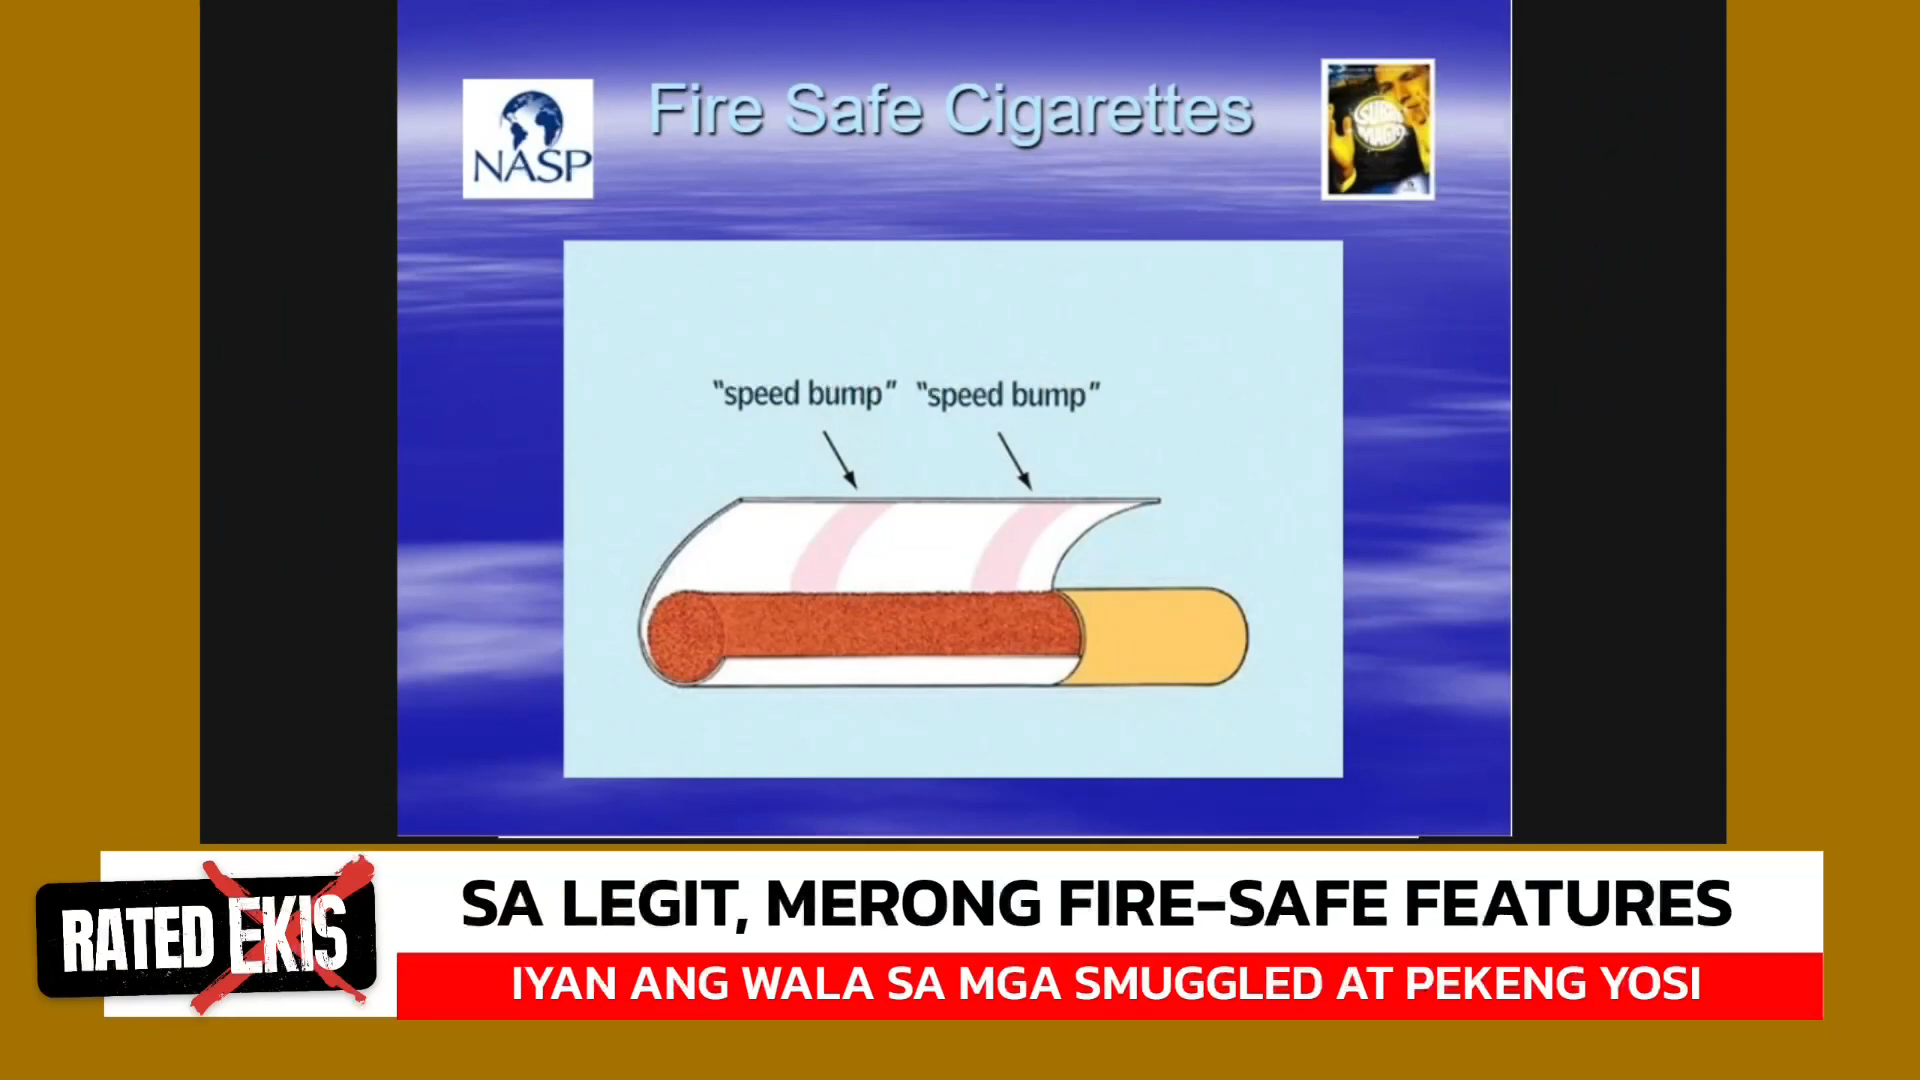 Fire Safe Cigarettes
NASP
SUBMAGIS
"speed bump" "speed bump"
RATED EKIS
SA LEGIT, MERONG FIRE-SAFE FEATURES
IYAN ANG WALA SA MGA SMUGGLED AT PEKENG YOSI